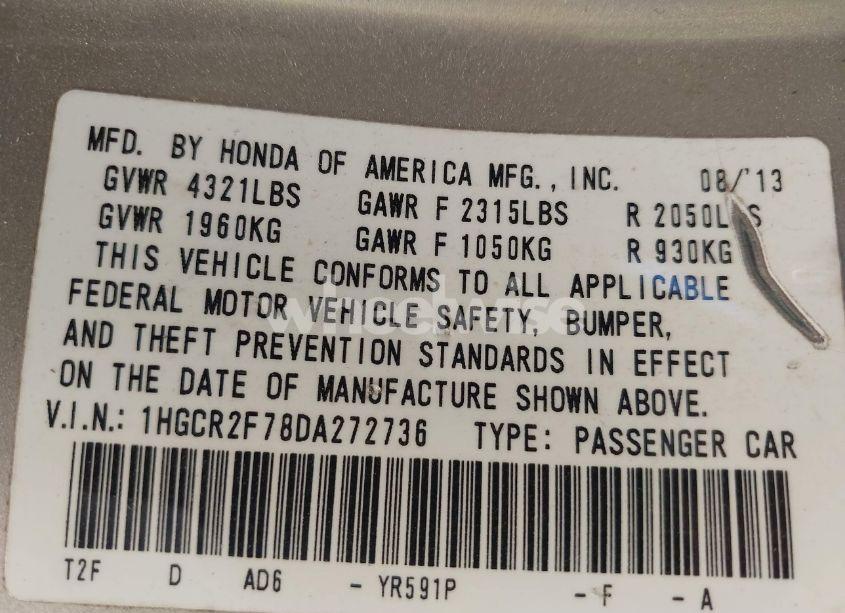 MFD. BY HONDA OF AMERICA MFG., INC. 08/'13
GVWR 4321LBS GAWR F 2315LBS R 2050LBS
GVWR 1960KG GAWR F 1050KG R 930KG
THIS VEHICLE CONFORMS TO ALL APPLICABLE
FEDERAL MOTOR VEHICLE SAFETY, BUMPER,
AND THEFT PREVENTION STANDARDS IN EFFECT
ON THE DATE OF MANUFACTURE SHOWN ABOVE.
V.I.N.: 1HGCR2F78DA272736 TYPE: PASSENGER CAR
T2F D AD6 - YR591P - F - A
wheelwise